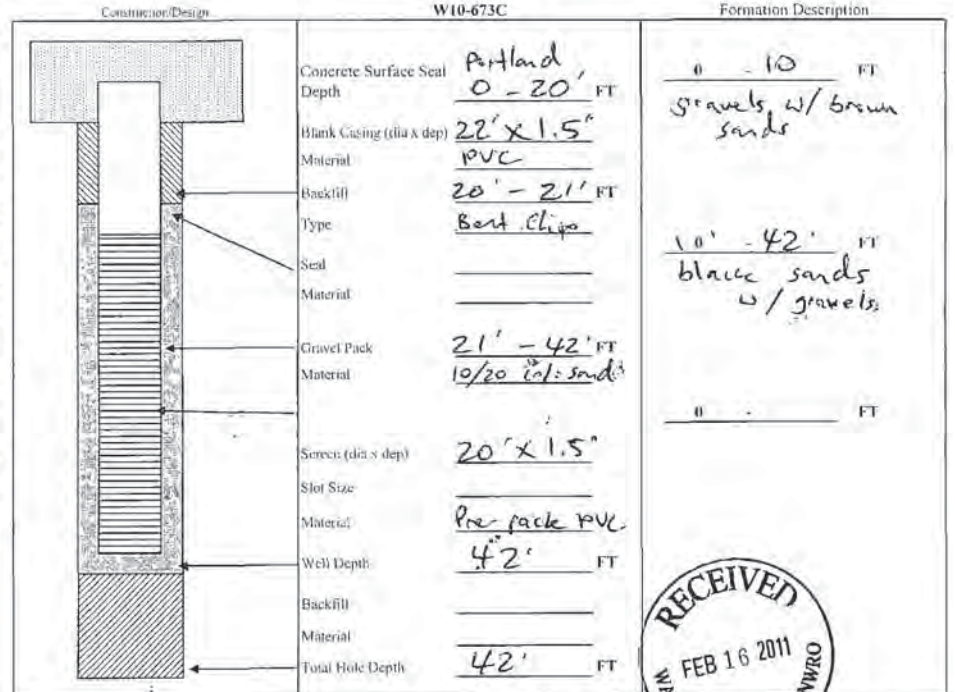 Construction/Design
W10-673C
Formation Description
Concrete Surface Seal Portland
Depth 0 - 20' FT
Blank Casing (dia x dep) 22' x 1.5"
Material PVC
Backfill 20' - 21' FT
Type Bent. Chips
Seal
Material
Gravel Pack 21' - 42' FT
Material 10/20 sand
Screen (dia x dep) 20' x 1.5"
Slot Size
Material Pre-pack PVC
Well Depth 42' FT
Backfill
Material
Total Hole Depth 42' FT
0 - 10 FT
gravels w/ brown
sands
10' - 42' FT
black sands
w/ gravels
0 - FT
RECEIVED
FEB 16 2011
NWRO